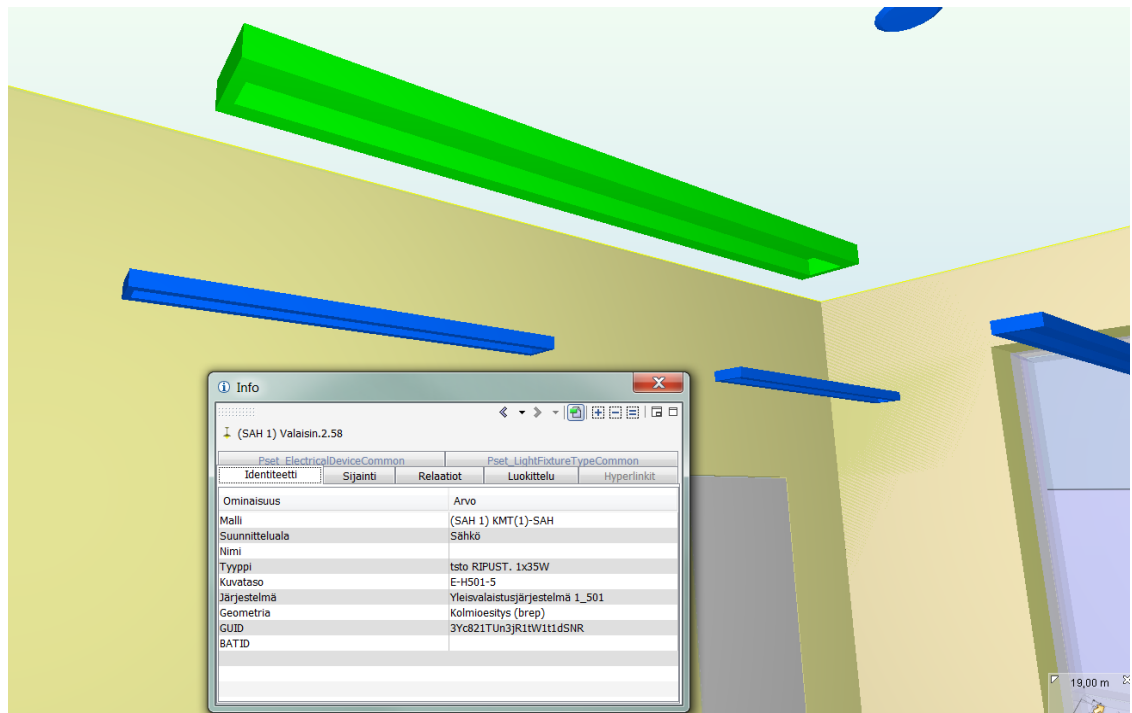 Info
X
(SAH 1) Valaisin.2.58
Pset_ElectricalDeviceCommon Pset_LightFixtureTypeCommon
Identiteetti Sijainti Relaatiot Luokittelu Hyperlinkit
Ominaisuus Arvo
Malli (SAH 1) KMT(1)-SAH
Suunnitteluala Sähkö
Nimi
Tyyppi tsto RIPUST. 1x35W
Kuvataso E-H501-5
Järjestelmä Yleisvalaistusjärjestelmä 1_501
Geometria Kolmioesitys (brep)
GUID 3Yc821TUn3jR1tW1t1dSNR
BATID
19,00 m